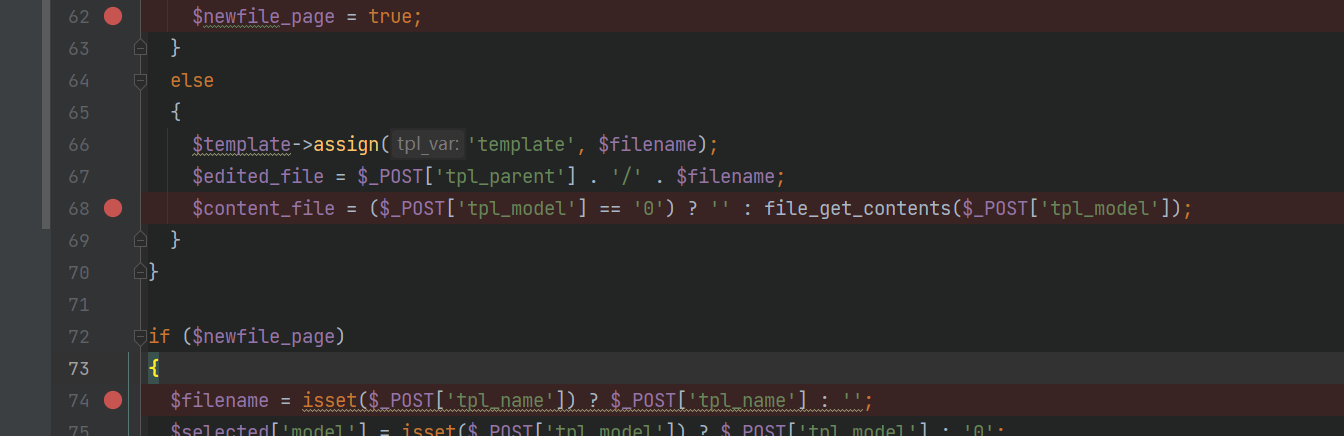 62 $newfile_page = true;
63 }
64 else
65 {
66 $template->assign( tpl_var: 'template', $filename);
67 $edited_file = $_POST['tpl_parent'] . '/' . $filename;
68 $content_file = ($_POST['tpl_model'] == '0') ? '' : file_get_contents($_POST['tpl_model']);
69 }
70 }
71
72 if ($newfile_page)
73 {
74 $filename = isset($_POST['tpl_name']) ? $_POST['tpl_name'] : '';
75 $selected['model'] = isset($_POST['tpl_model']) ? $_POST['tpl_model'] : '0';